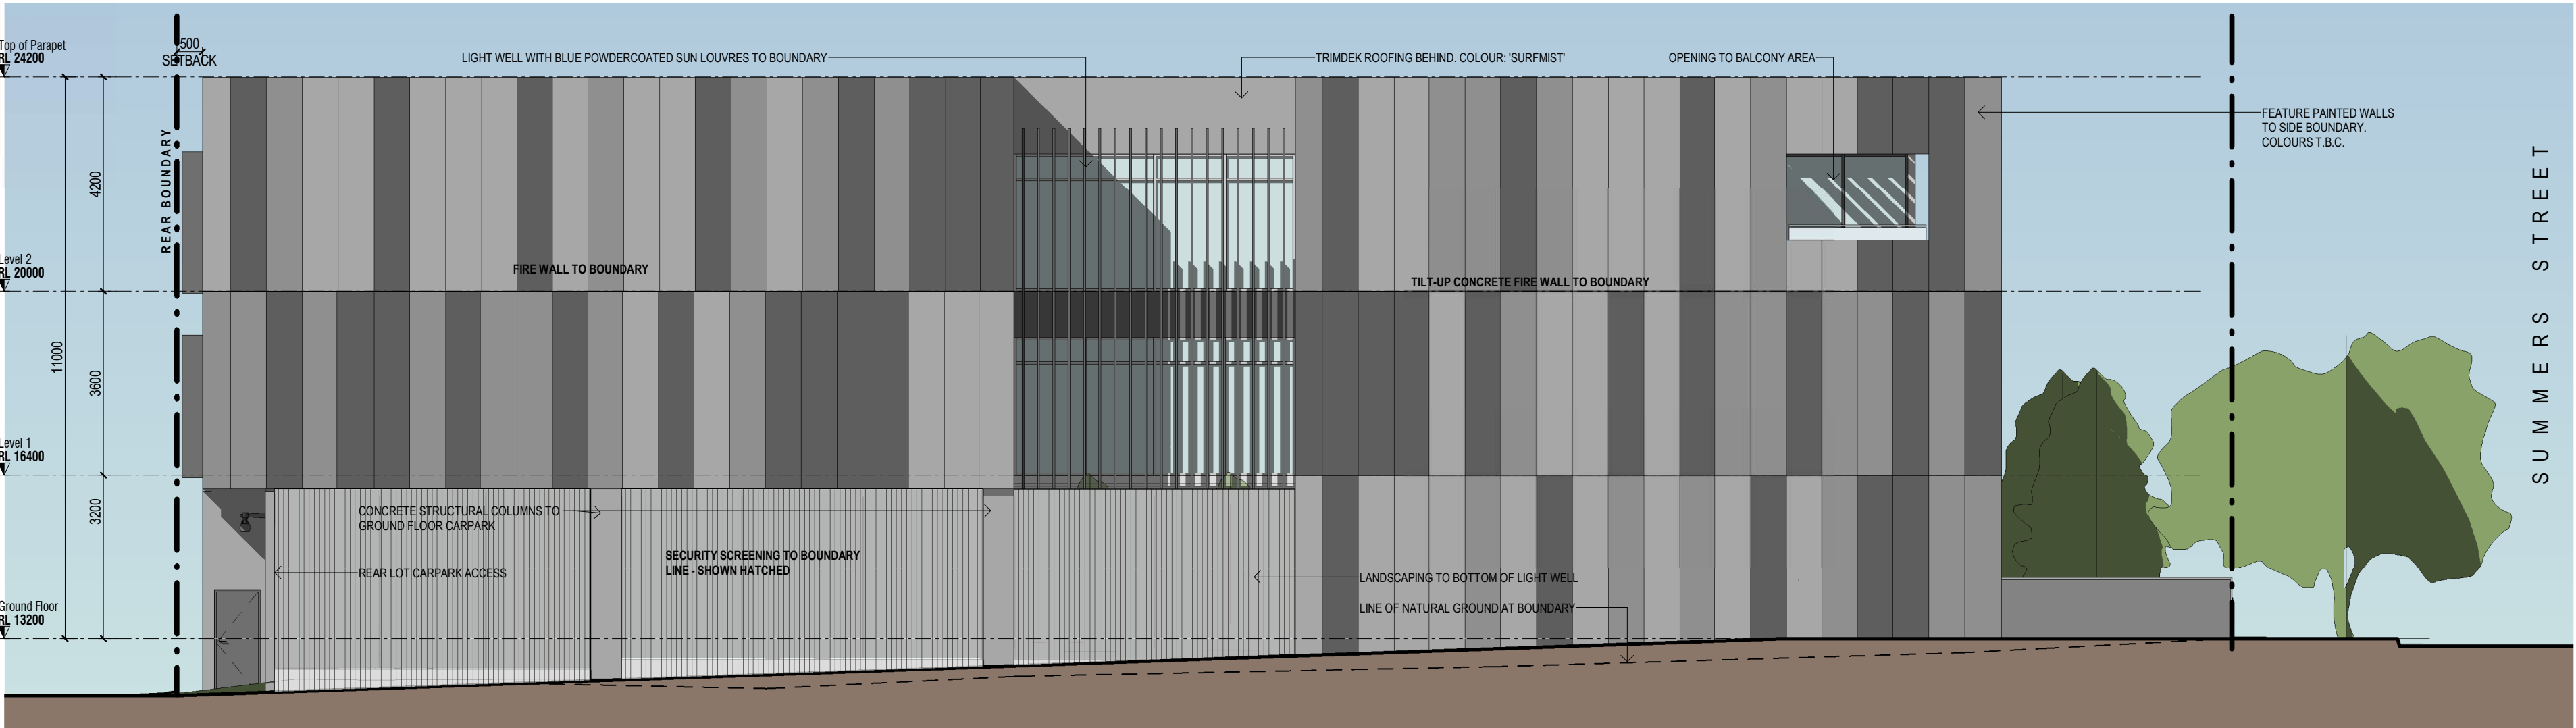 Top of Parapet
RL 24200
500
SETBACK
LIGHT WELL WITH BLUE POWDERCOATED SUN LOUVRES TO BOUNDARY
TRIMDEK ROOFING BEHIND. COLOUR: 'SURFMIST'
OPENING TO BALCONY AREA
FEATURE PAINTED WALLS
TO SIDE BOUNDARY.
COLOURS T.B.C.
REAR BOUNDARY
4200
SUMMERS STREET
Level 2
RL 20000
FIRE WALL TO BOUNDARY
TILT-UP CONCRETE FIRE WALL TO BOUNDARY
11000
3600
Level 1
RL 16400
3200
CONCRETE STRUCTURAL COLUMNS TO
GROUND FLOOR CARPARK
SECURITY SCREENING TO BOUNDARY
LINE - SHOWN HATCHED
REAR LOT CARPARK ACCESS
LANDSCAPING TO BOTTOM OF LIGHT WELL
LINE OF NATURAL GROUND AT BOUNDARY
Ground Floor
RL 13200